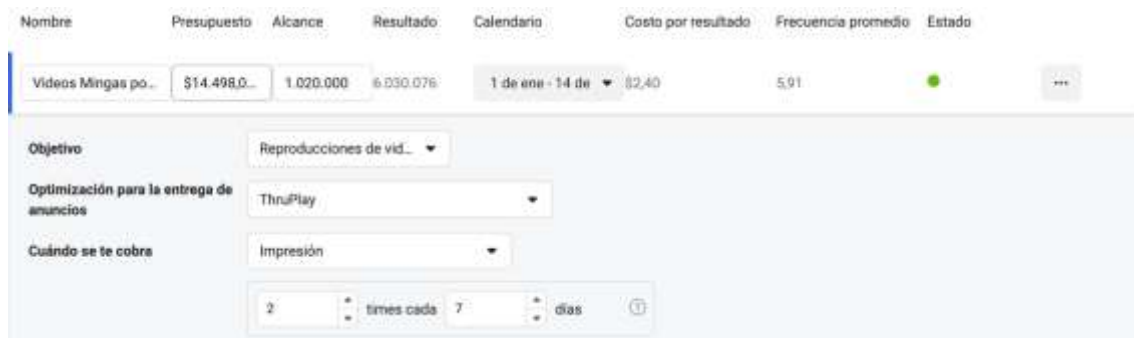 Nombre Presupuesto Alcance Resultado Calendario Costo por resultado Frecuencia promedio Estado
Videos Mingas po... $14.498,0... 1.020.000 6.030.076 1 de ene - 14 de $2,40 5,91 ...
Objetivo Reproducciones de vid...
Optimización para la entrega de
anuncios ThruPlay
Cuándo se te cobra Impresión
2 times cada 7 días